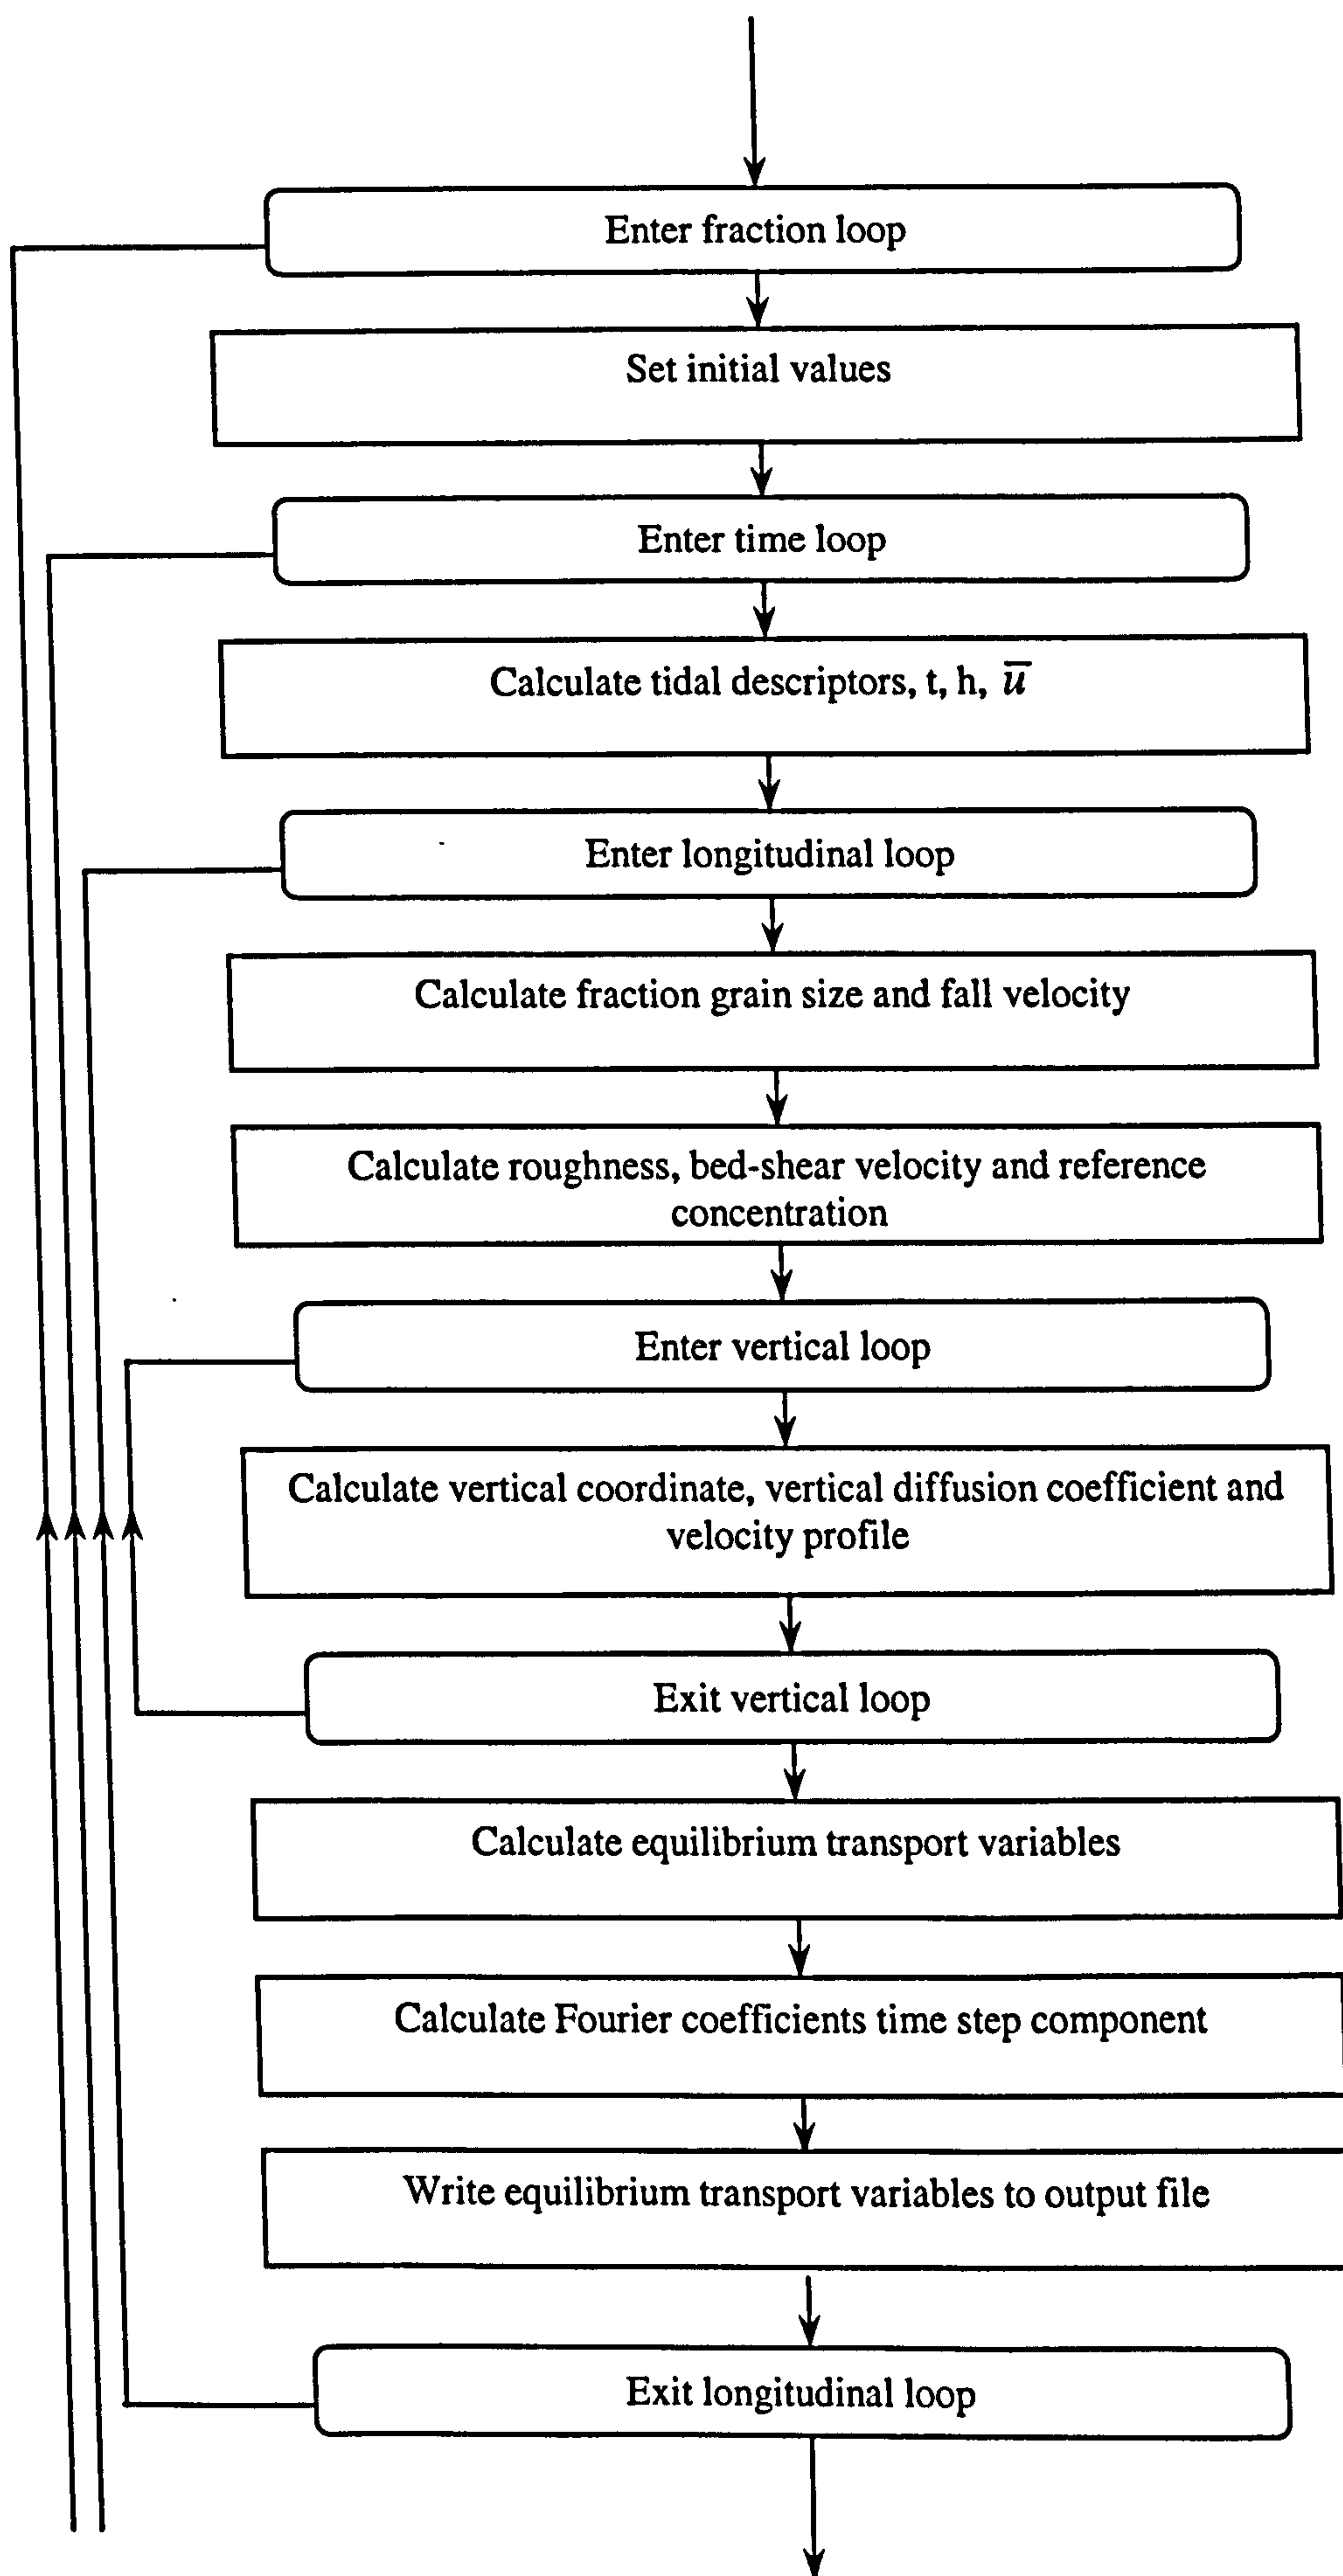 Enter fraction loop
Set initial values
Enter time loop
Calculate tidal descriptors, t, h, u̅
Enter longitudinal loop
Calculate fraction grain size and fall velocity
Calculate roughness, bed-shear velocity and reference
concentration
Enter vertical loop
Calculate vertical coordinate, vertical diffusion coefficient and
velocity profile
Exit vertical loop
Calculate equilibrium transport variables
Calculate Fourier coefficients time step component
Write equilibrium transport variables to output file
Exit longitudinal loop